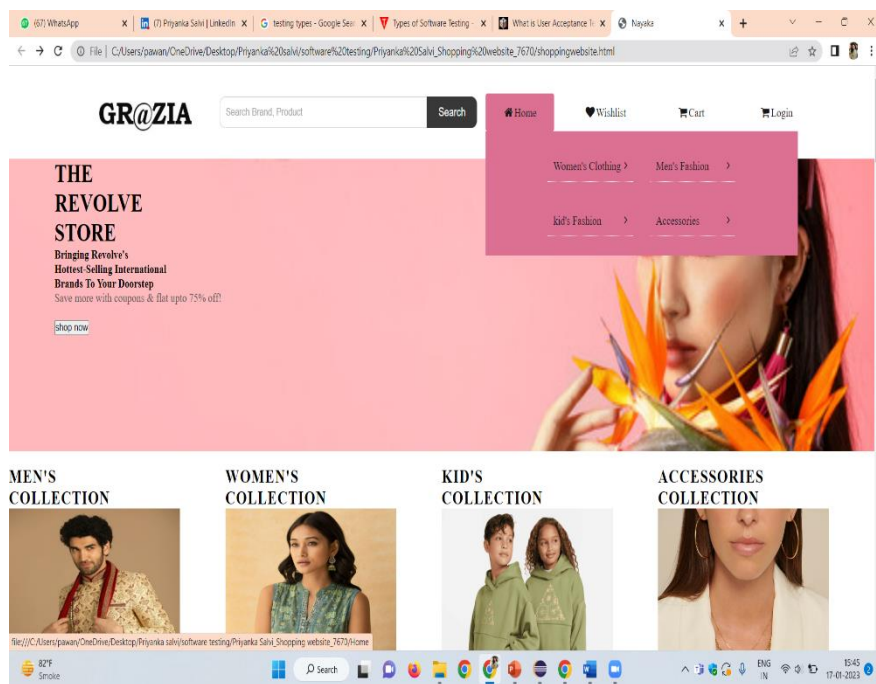 (67) WhatsApp
(7) Priyanka Salvi | LinkedIn
testing types - Google Sear
Types of Software Testing -
What is User Acceptance Te
Nayaka
File | C:/Users/pawan/OneDrive/Desktop/Priyanka%20salvi/software%20testing/Priyanka%20Salvi_Shopping%20website_7670/shoppingwebsite.html
GR@ZIA
Search Brand, Product
Search
Home
Wishlist
Cart
Login
Women's Clothing >
Men's Fashion >
kid's Fashion >
Accessories >
THE
REVOLVE
STORE
Bringing Revolve's
Hottest-Selling International
Brands To Your Doorstep
Save more with coupons & flat upto 75% off!
shop now
MEN'S
COLLECTION
WOMEN'S
COLLECTION
KID'S
COLLECTION
ACCESSORIES
COLLECTION
file:///C:/Users/pawan/OneDrive/Desktop/Priyanka salvi/software testing/Priyanka Salvi_Shopping website_7670/Home
82°F
Smoke
Search
ENG
IN
15:45
17-01-2023
2